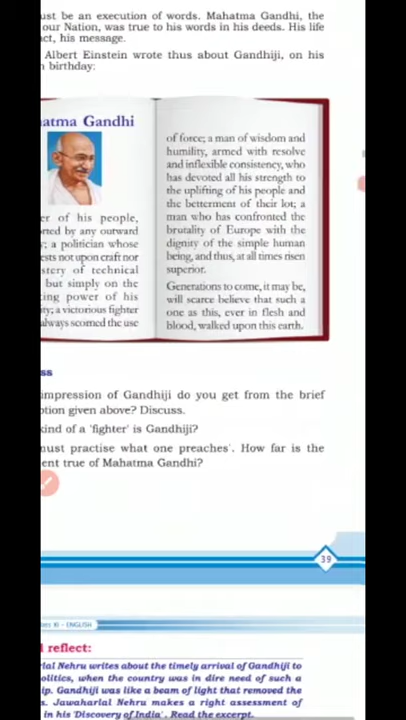 ust be an execution of words. Mahatma Gandhi, the
our Nation, was true to his words in his deeds. His life
act, his message.
Albert Einstein wrote thus about Gandhiji, on his
birthday:
atma Gandhi
er of his people,
rted by any outward
; a politician whose
ests not upon craft nor
stery of technical
but simply on the
ing power of his
ty; a victorious fighter
always scorned the use
of force; a man of wisdom and
humility, armed with resolve
and inflexible consistency, who
has devoted all his strength to
the uplifting of his people and
the betterment of their lot; a
man who has confronted the
brutality of Europe with the
dignity of the simple human
being, and thus, at all times risen
superior.
Generations to come, it may be,
will scarce believe that such a
one as this, ever in flesh and
blood, walked upon this earth.
ss
impression of Gandhiji do you get from the brief
ption given above? Discuss.
kind of a 'fighter' is Gandhiji?
must practise what one preaches'. How far is the
ent true of Mahatma Gandhi?
39
XI - ENGLISH
l reflect:
rlal Nehru writes about the timely arrival of Gandhiji to
olitics, when the country was in dire need of such a
ip. Gandhiji was like a beam of light that removed the
s. Jawaharlal Nehru makes a right assessment of
in his 'Discovery of India'. Read the excerpt.